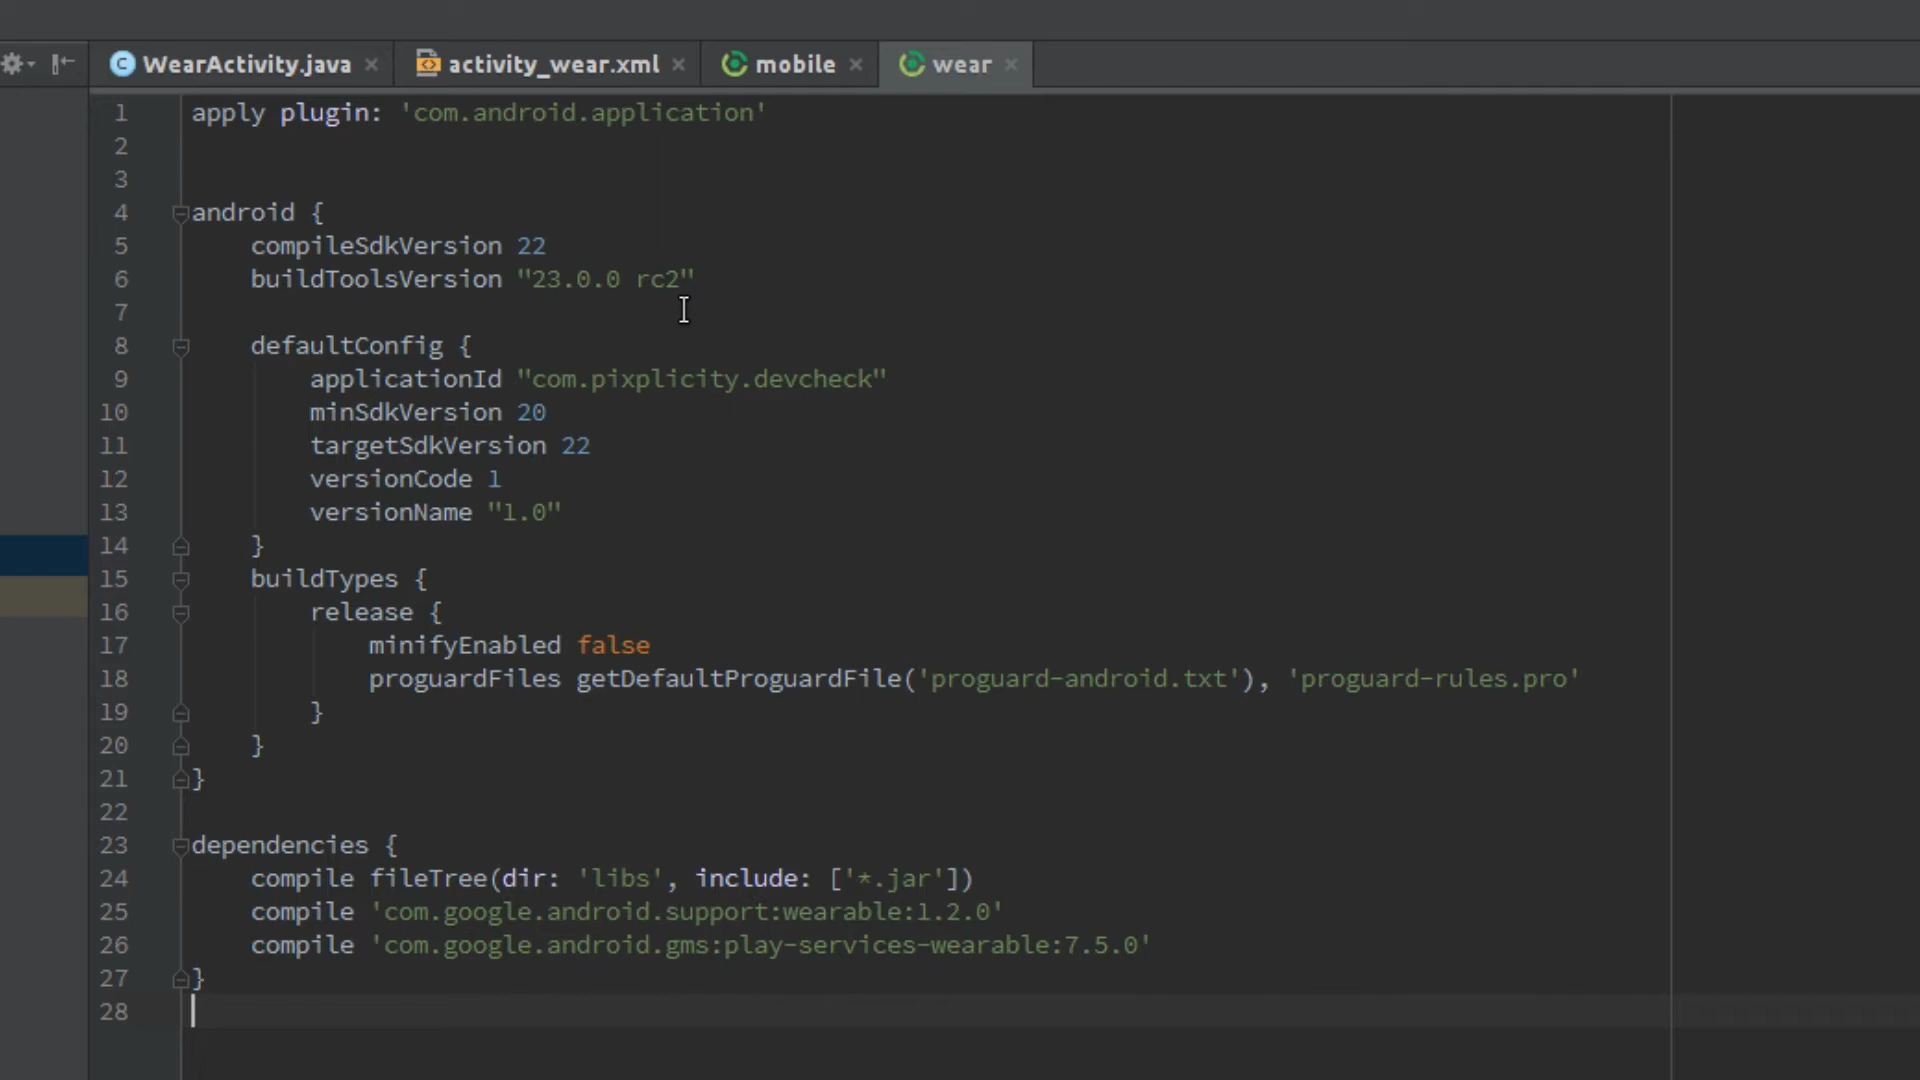 WearActivity.java
activity_wear.xml
mobile
wear
1 apply plugin: 'com.android.application'
2
3
4 android {
5     compileSdkVersion 22
6     buildToolsVersion "23.0.0 rc2"
7
8     defaultConfig {
9         applicationId "com.pixplicity.devcheck"
10         minSdkVersion 20
11         targetSdkVersion 22
12         versionCode 1
13         versionName "1.0"
14     }
15     buildTypes {
16         release {
17             minifyEnabled false
18             proguardFiles getDefaultProguardFile('proguard-android.txt'), 'proguard-rules.pro'
19         }
20     }
21 }
22
23 dependencies {
24     compile fileTree(dir: 'libs', include: ['*.jar'])
25     compile 'com.google.android.support:wearable:1.2.0'
26     compile 'com.google.android.gms:play-services-wearable:7.5.0'
27 }
28